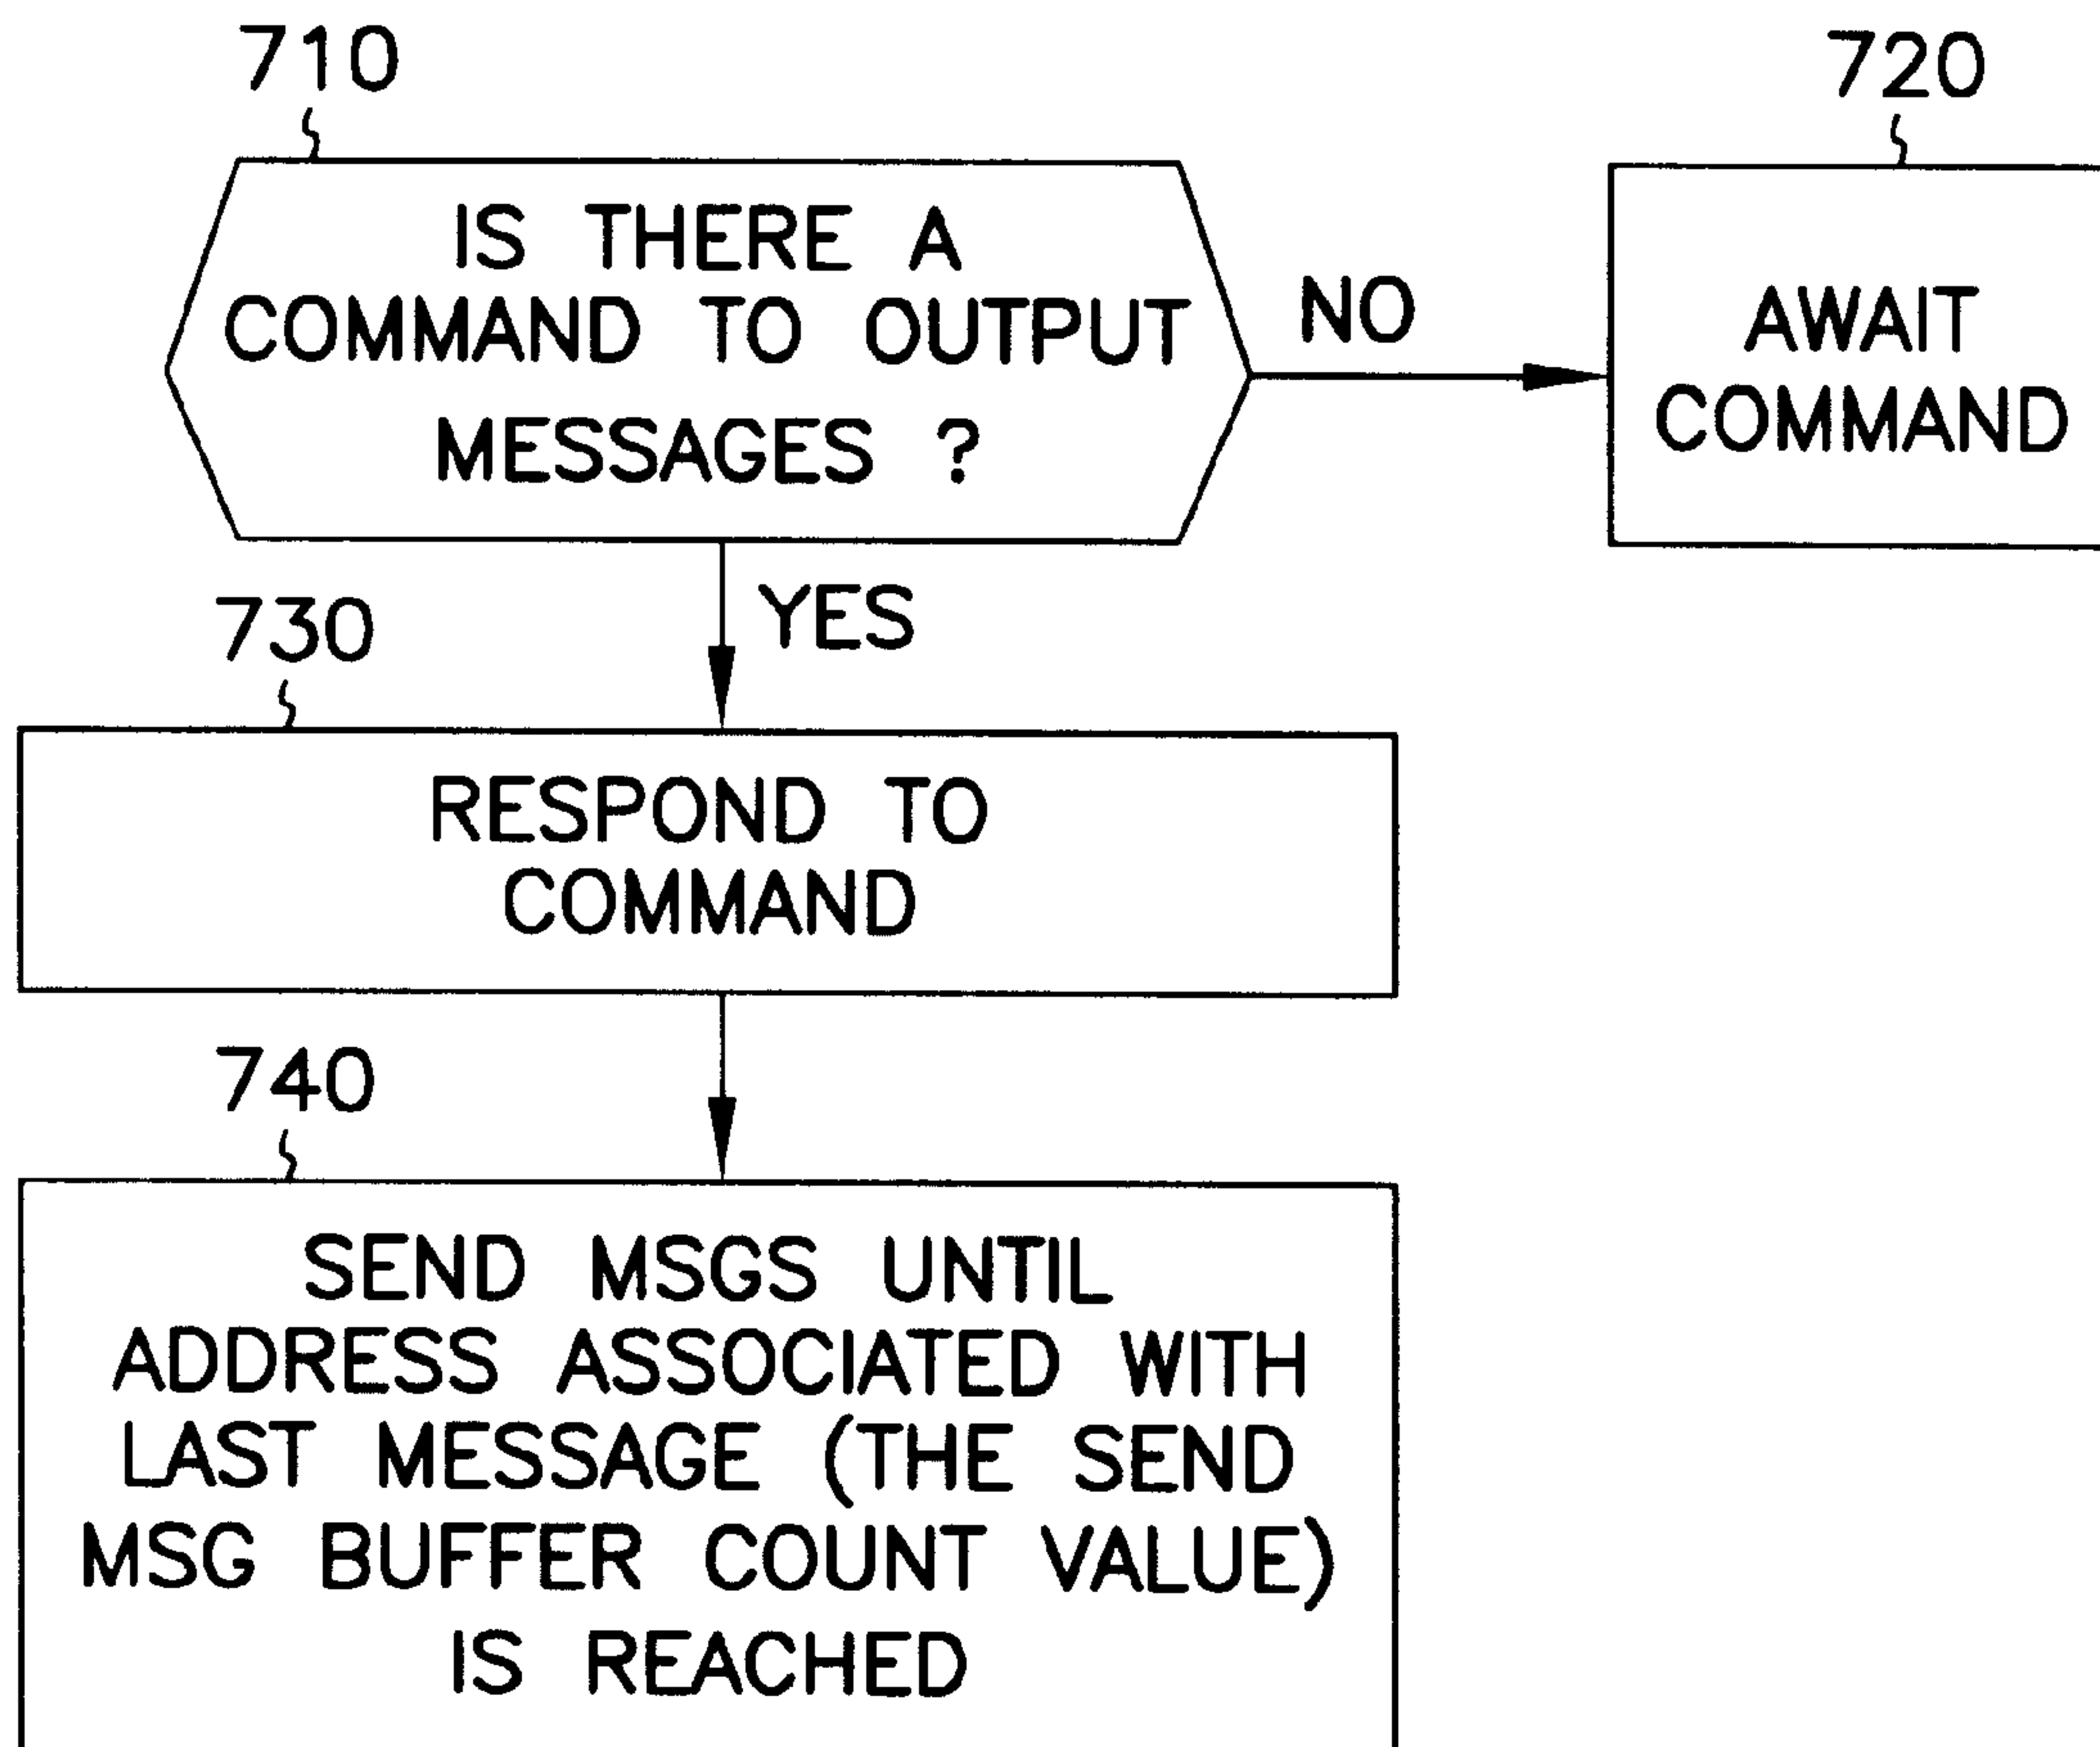 710
IS THERE A
COMMAND TO OUTPUT
MESSAGES ?
NO
720
AWAIT
COMMAND
YES
730
RESPOND TO
COMMAND
740
SEND MSGS UNTIL
ADDRESS ASSOCIATED WITH
LAST MESSAGE (THE SEND
MSG BUFFER COUNT VALUE)
IS REACHED